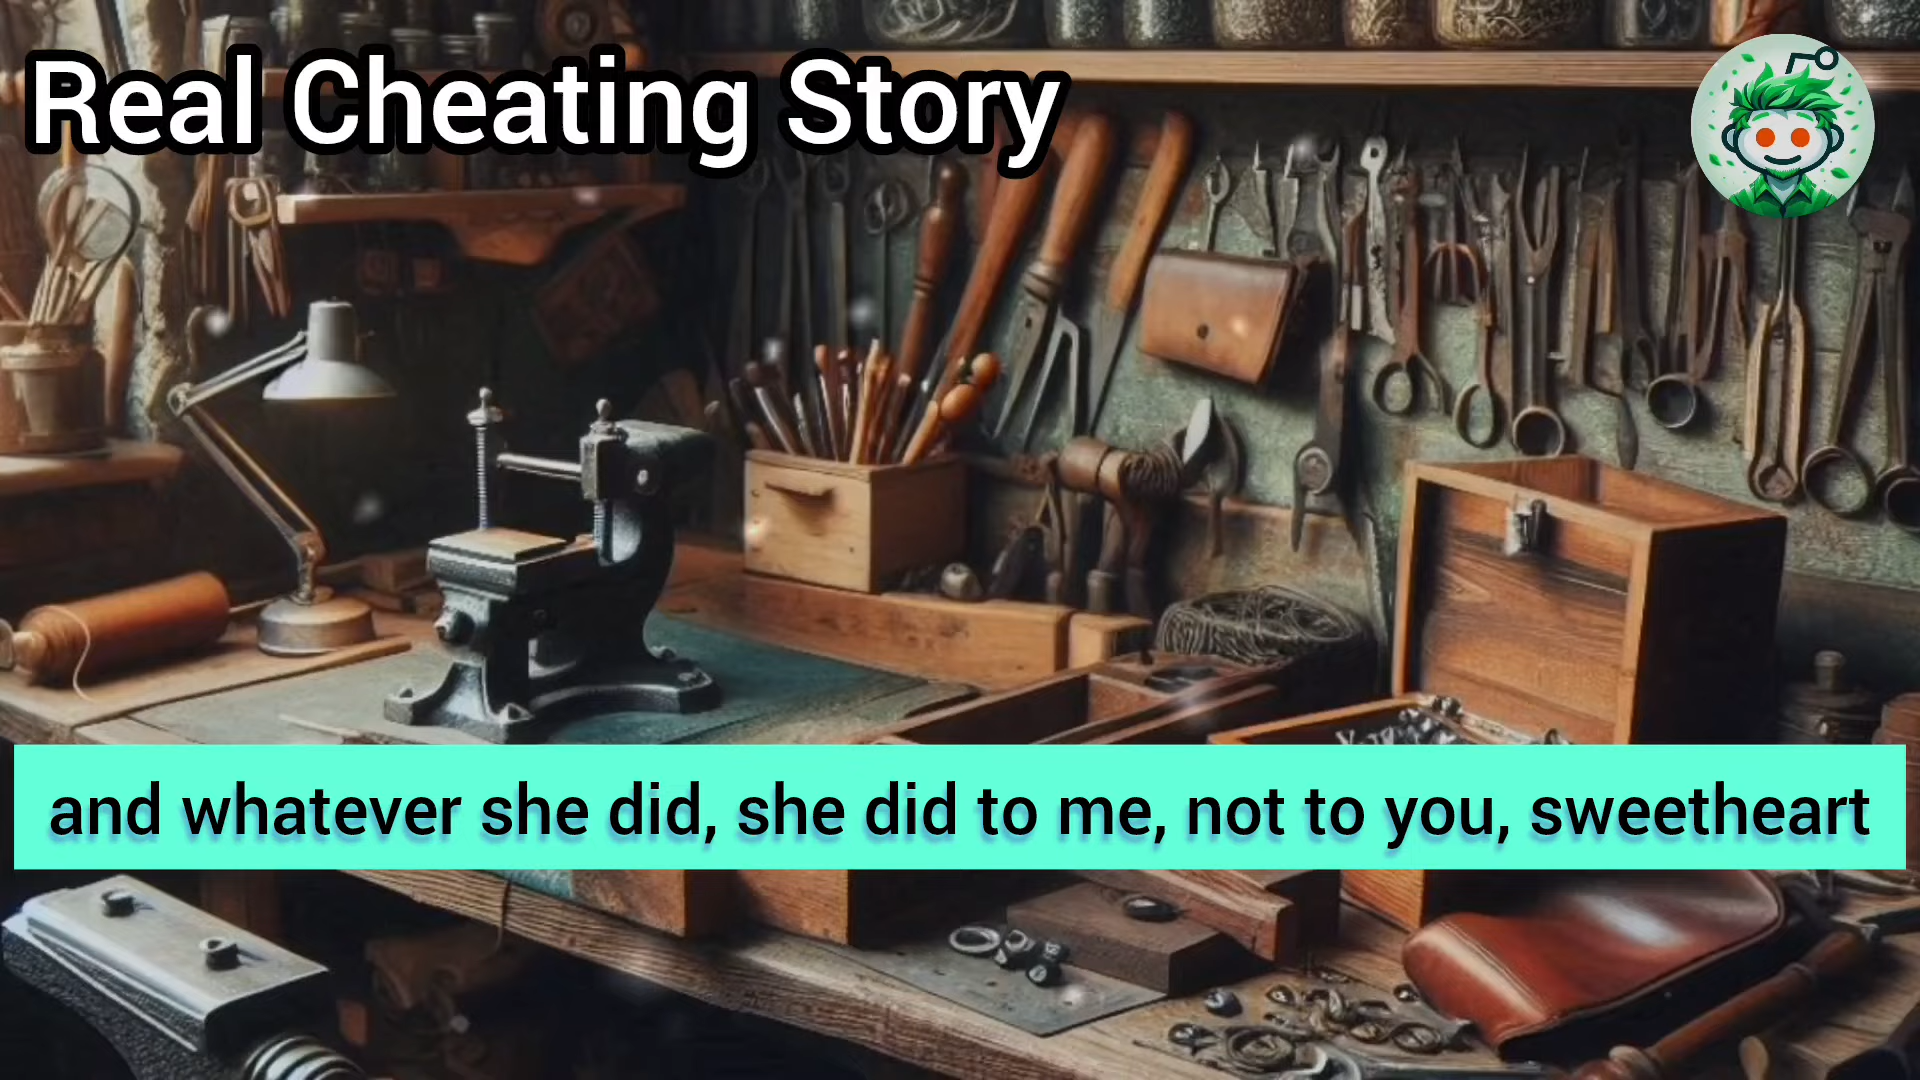 Real Cheating Story
and whatever she did, she did to me, not to you, sweetheart